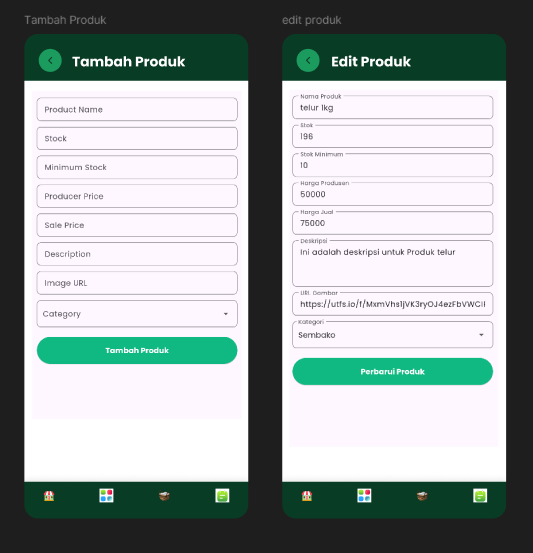 Tambah Produk
Tambah Produk
Product Name
Stock
Minimum Stock
Producer Price
Sale Price
Description
Image URL
Category
Tambah Produk
edit produk
Edit Produk
Nama Produk
telur 1kg
Stok
196
Stok Minimum
10
Harga Produsen
50000
Harga Jual
75000
Deskripsi
Ini adalah deskripsi untuk Produk telur
URL Gambar
https://utfs.io/f/MxmVhs1jVK3ryOJ4ezFbVWCIl
Kategori
Sembako
Perbarui Produk